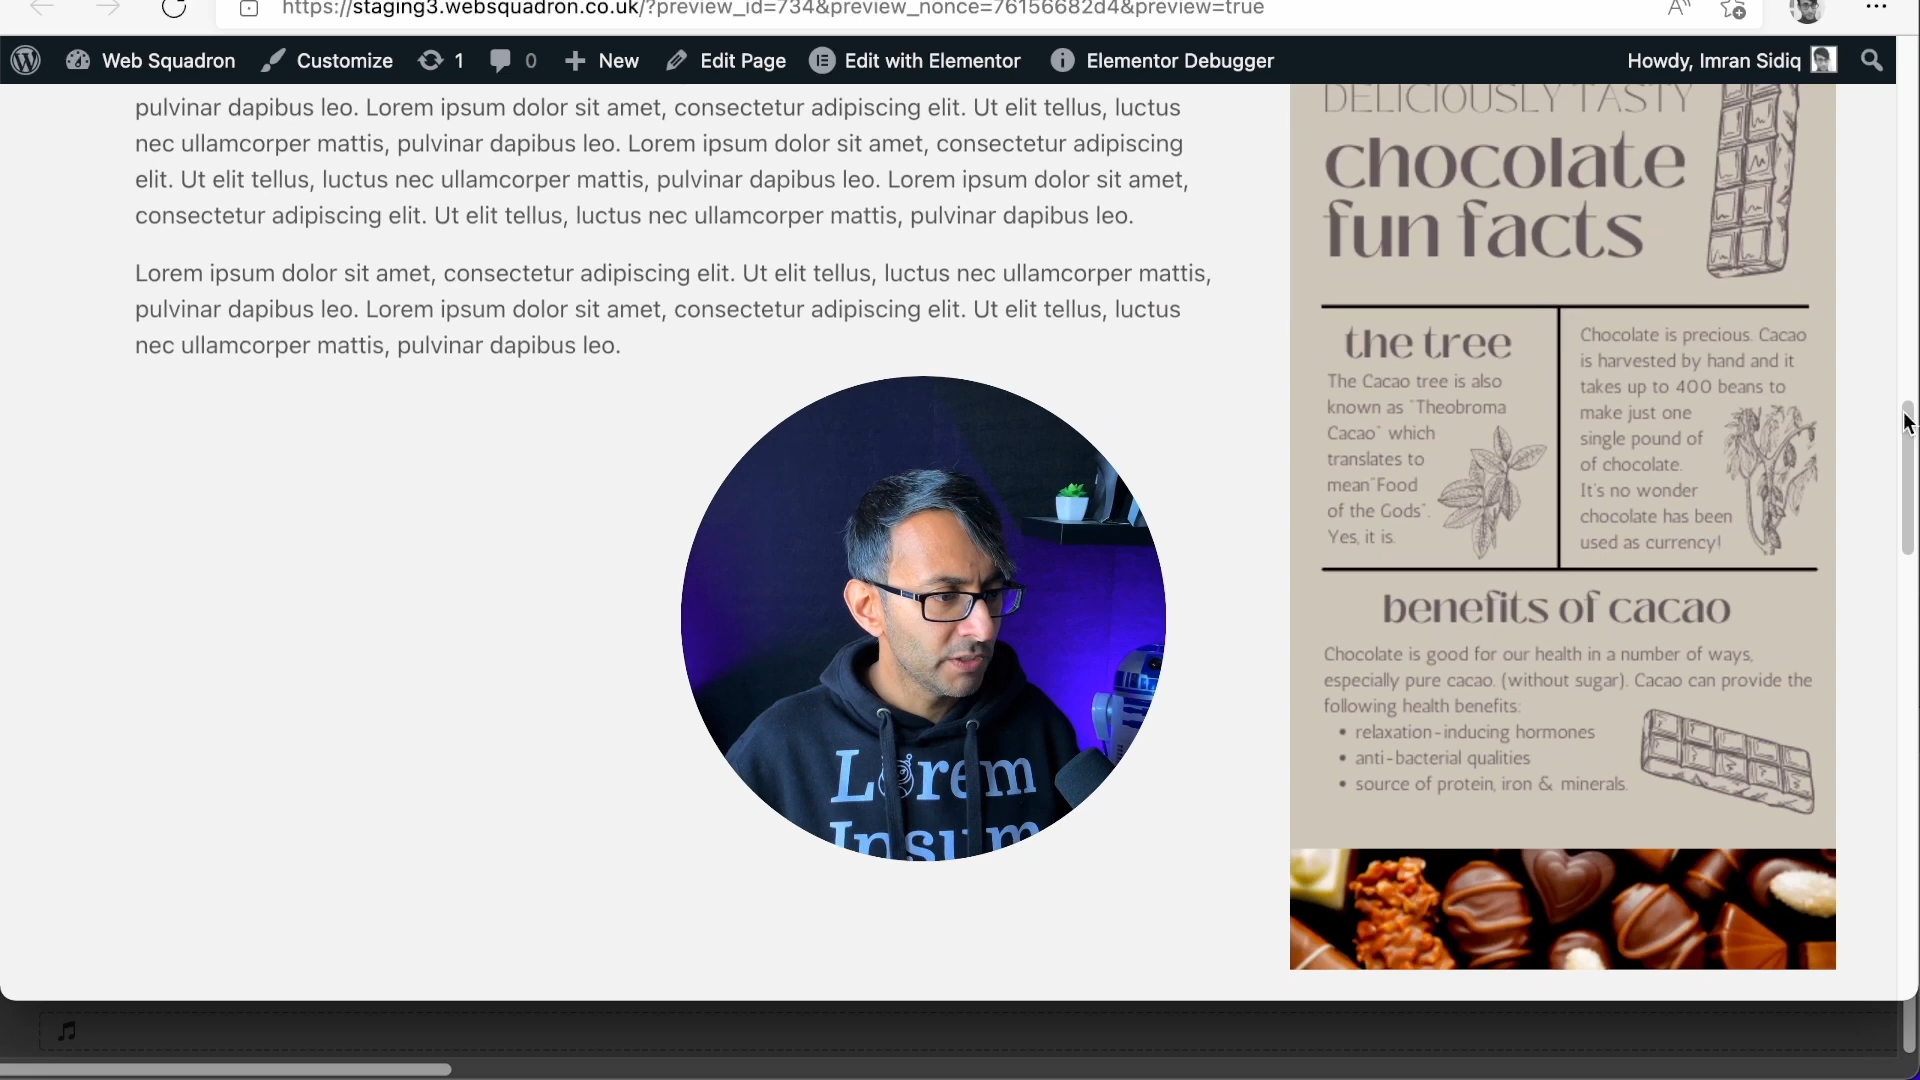 https://staging3.websquadron.co.uk/?preview_id=734&preview_nonce=76156682d4&preview=true
Web Squadron Customize 1 0 New Edit Page Edit with Elementor Elementor Debugger Howdy, Imran Sidiq
pulvinar dapibus leo. Lorem ipsum dolor sit amet, consectetur adipiscing elit. Ut elit tellus, luctus
nec ullamcorper mattis, pulvinar dapibus leo. Lorem ipsum dolor sit amet, consectetur adipiscing
elit. Ut elit tellus, luctus nec ullamcorper mattis, pulvinar dapibus leo. Lorem ipsum dolor sit amet,
consectetur adipiscing elit. Ut elit tellus, luctus nec ullamcorper mattis, pulvinar dapibus leo.
Lorem ipsum dolor sit amet, consectetur adipiscing elit. Ut elit tellus, luctus nec ullamcorper mattis,
pulvinar dapibus leo. Lorem ipsum dolor sit amet, consectetur adipiscing elit. Ut elit tellus, luctus
nec ullamcorper mattis, pulvinar dapibus leo.
Lorem
Ipsum
DELICIOUSLY TASTY
chocolate
fun facts
the tree
The Cacao tree is also
known as "Theobroma
Cacao" which
translates to
mean"Food
of the Gods".
Yes, it is.
Chocolate is precious. Cacao
is harvested by hand and it
takes up to 400 beans to
make just one
single pound of
of chocolate.
It's no wonder
chocolate has been
used as currency!
benefits of cacao
Chocolate is good for our health in a number of ways,
especially pure cacao. (without sugar). Cacao can provide the
following health benefits:
• relaxation-inducing hormones
• anti-bacterial qualities
• source of protein, iron & minerals.